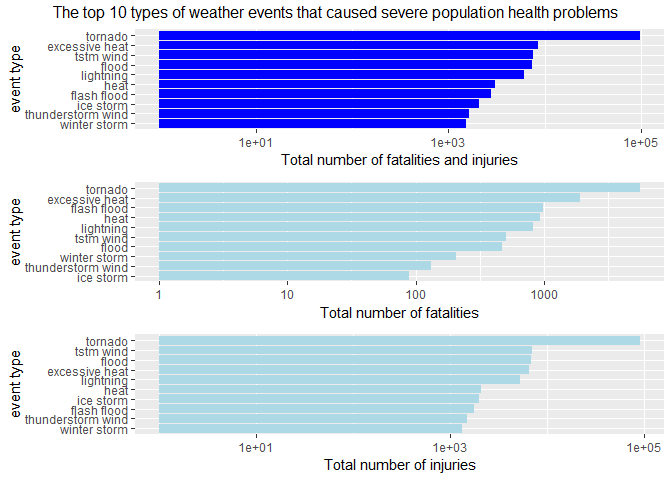 The top 10 types of weather events that caused severe population health problems
event type
tornado
excessive heat
tstm wind
flood
lightning
heat
flash flood
ice storm
thunderstorm wind
winter storm
1e+01 1e+03 1e+05
Total number of fatalities and injuries
event type
tornado
excessive heat
flash flood
heat
lightning
tstm wind
flood
winter storm
thunderstorm wind
ice storm
1 10 100 1000
Total number of fatalities
event type
tornado
tstm wind
flood
excessive heat
lightning
heat
ice storm
flash flood
thunderstorm wind
winter storm
1e+01 1e+03 1e+05
Total number of injuries